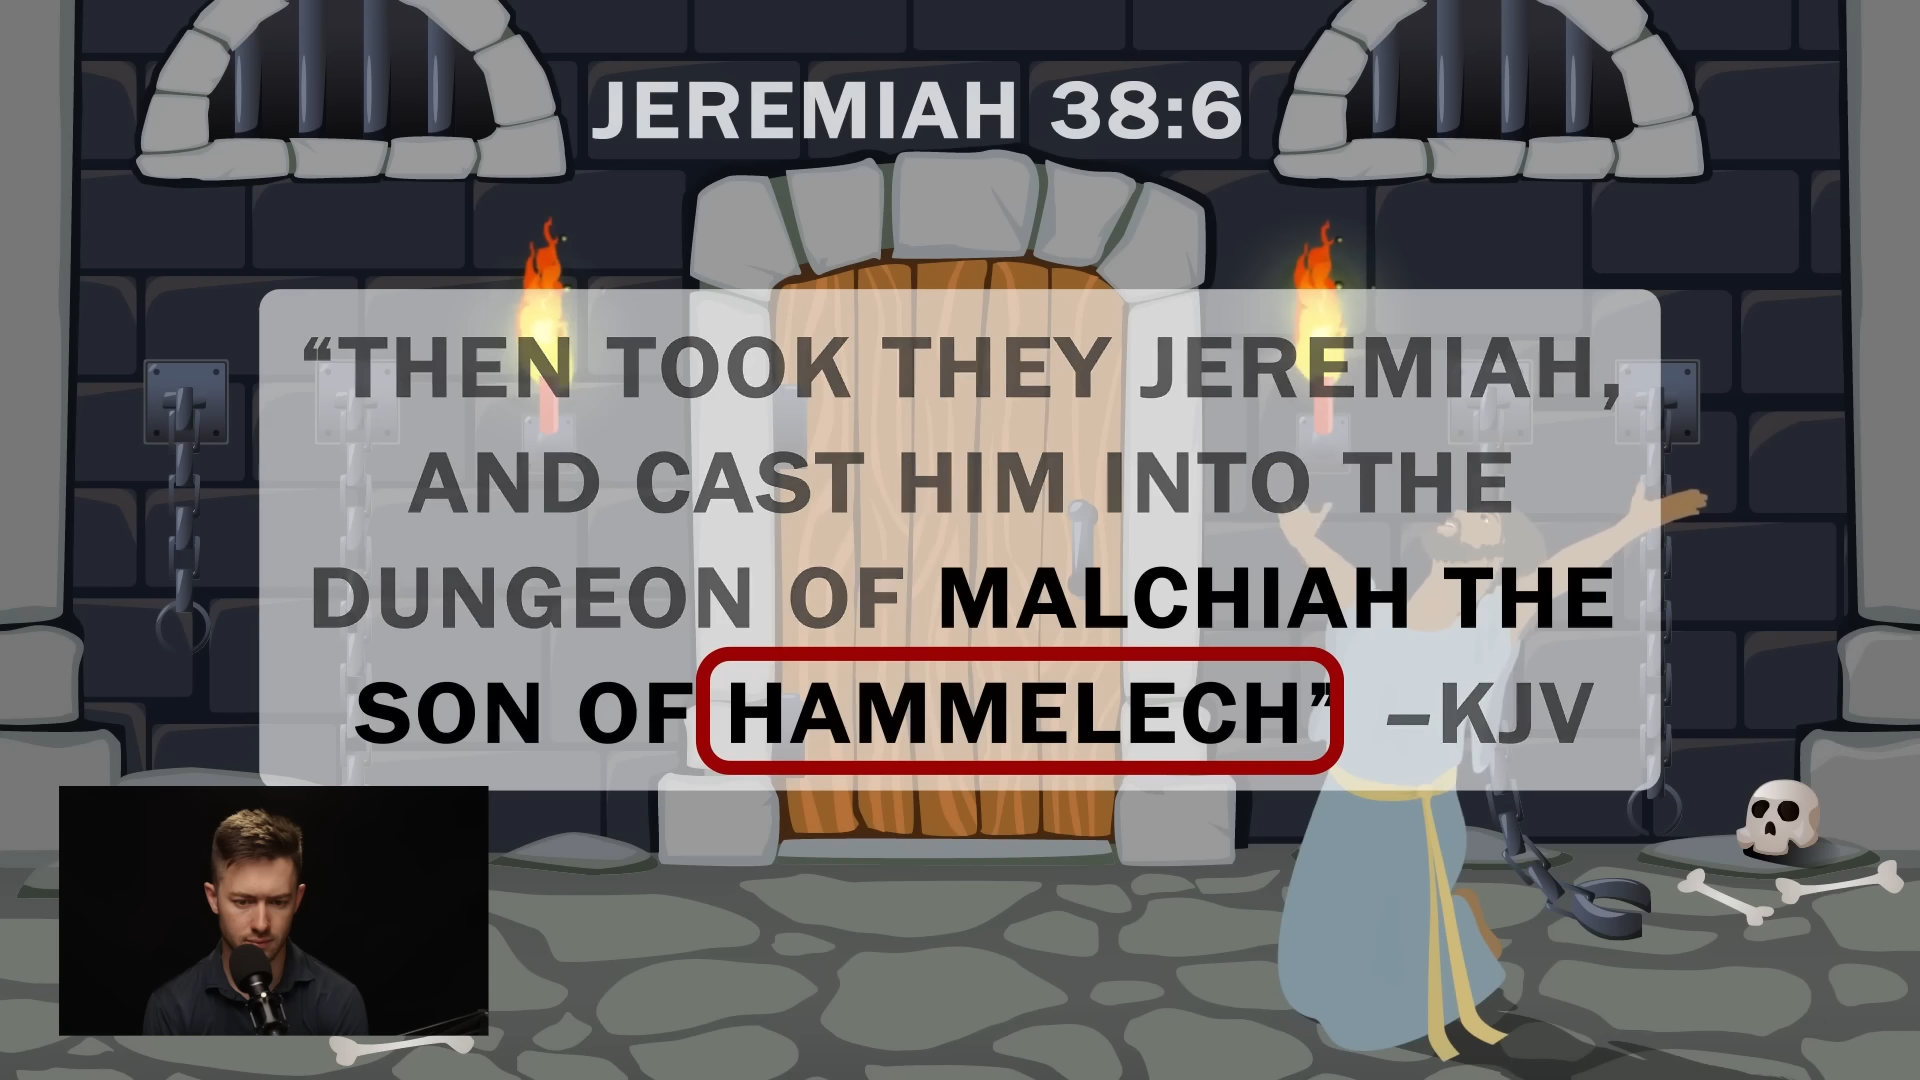 JEREMIAH 38:6
“THEN TOOK THEY JEREMIAH,
AND CAST HIM INTO THE
DUNGEON OF MALCHIAH THE
SON OF HAMMELECH” –KJV